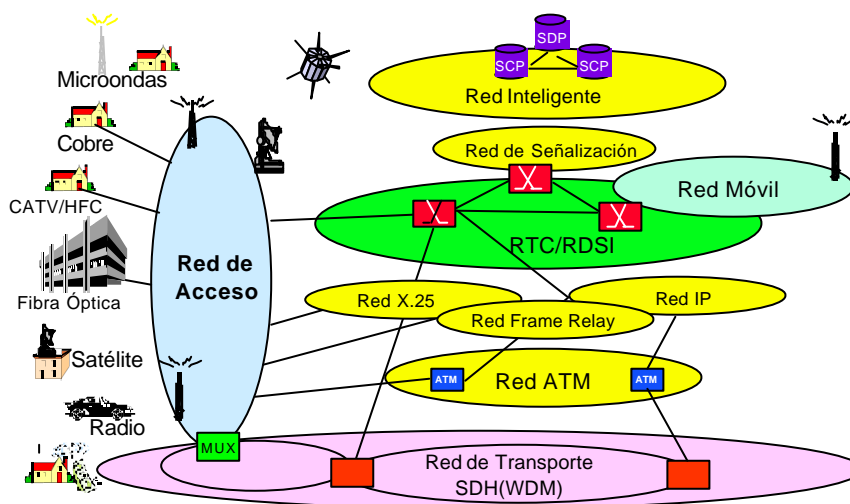 SDP
SCP
SCP
Red Inteligente
Microondas
Cobre
Red de Señalización
CATV/HFC
Red Móvil
RTC/RDSI
Red de
Acceso
Fibra Óptica
Red X.25
Red IP
Red Frame Relay
Satélite
ATM
Red ATM
ATM
Radio
MUX
Red de Transporte
SDH(WDM)